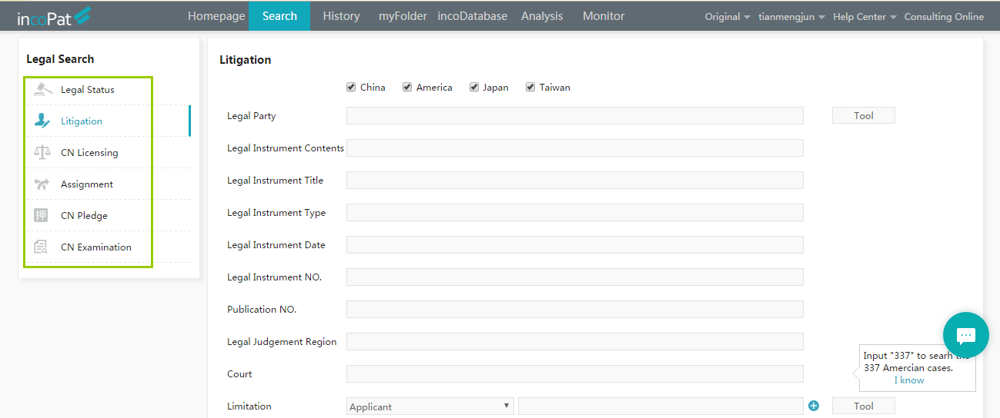 incoPat Homepage Search History myFolder incoDatabase Analysis Monitor Original tianmengjun Help Center Consulting Online
Legal Search
Legal Status
Litigation
CN Licensing
Assignment
押 CN Pledge
CN Examination
Litigation
China America Japan Taiwan
Legal Party Tool
Legal Instrument Contents
Legal Instrument Title
Legal Instrument Type
Legal Instrument Date
Legal Instrument NO.
Publication NO.
Legal Judgement Region
Court
Limitation Applicant Tool
Input "337" to searh the
337 Amercian cases.
I know